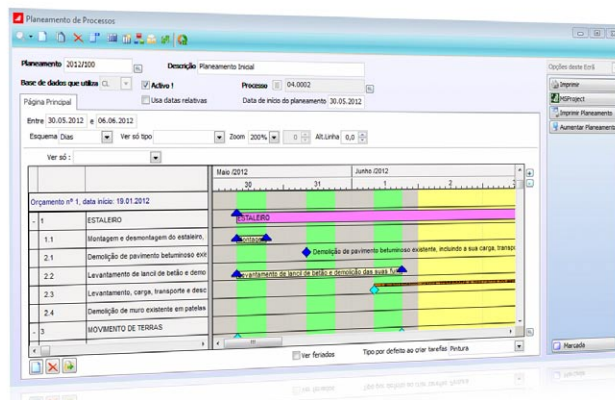 Planeamento de Processos
Planeamento 2012/100 Descrição Planeamento Inicial
Base de dados que utiliza CL Activo ! Processo 04.0002
Usa datas relativas Data de inicio do planeamento 30.05.2012
Página Principal
Entre 30.05.2012 e 06.06.2012
Esquema Dias Ver só tipo Zoom 200% 0 Alt.Linha 0,0
Ver só :
Maio /2012 Junho /2012
30 31 1 2
Orçamento nº 1, data início: 19.01.2012
- 1 ESTALEIRO ESTALEIRO
1.1 Montagem e desmontagem do estaleiro, Montagem
2.1 Demolição de pavimento betuminoso exis Demolição de pavimento betuminoso existente, incluindo a sua carga, transp
2.2 Levantamento de lancil de betão e demo Levantamento de lancil de betão e demolição das suas fun
2.3 Levantamento, carga, transporte e desc
2.4 Demolição de muro existente em patelas
- 3 MOVIMENTO DE TERRAS
Ver feriados Tipo por defeito ao criar tarefas Pintura
Opções deste Ecrã
Imprimir
MSProject
Imprimir Planeamento
Aumentar Planeamento
Marcada